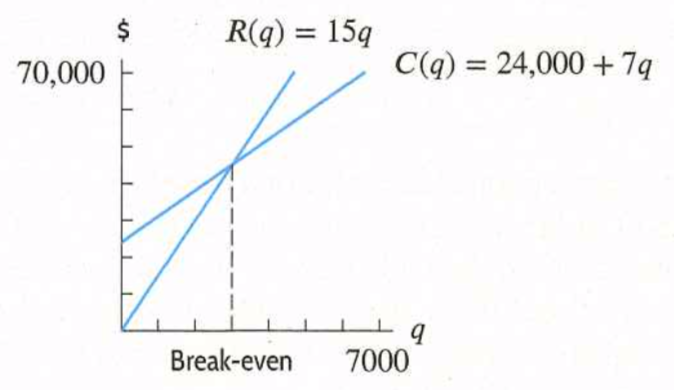 $
R(q) = 15q
C(q) = 24,000 + 7q
70,000
q
Break-even
7000